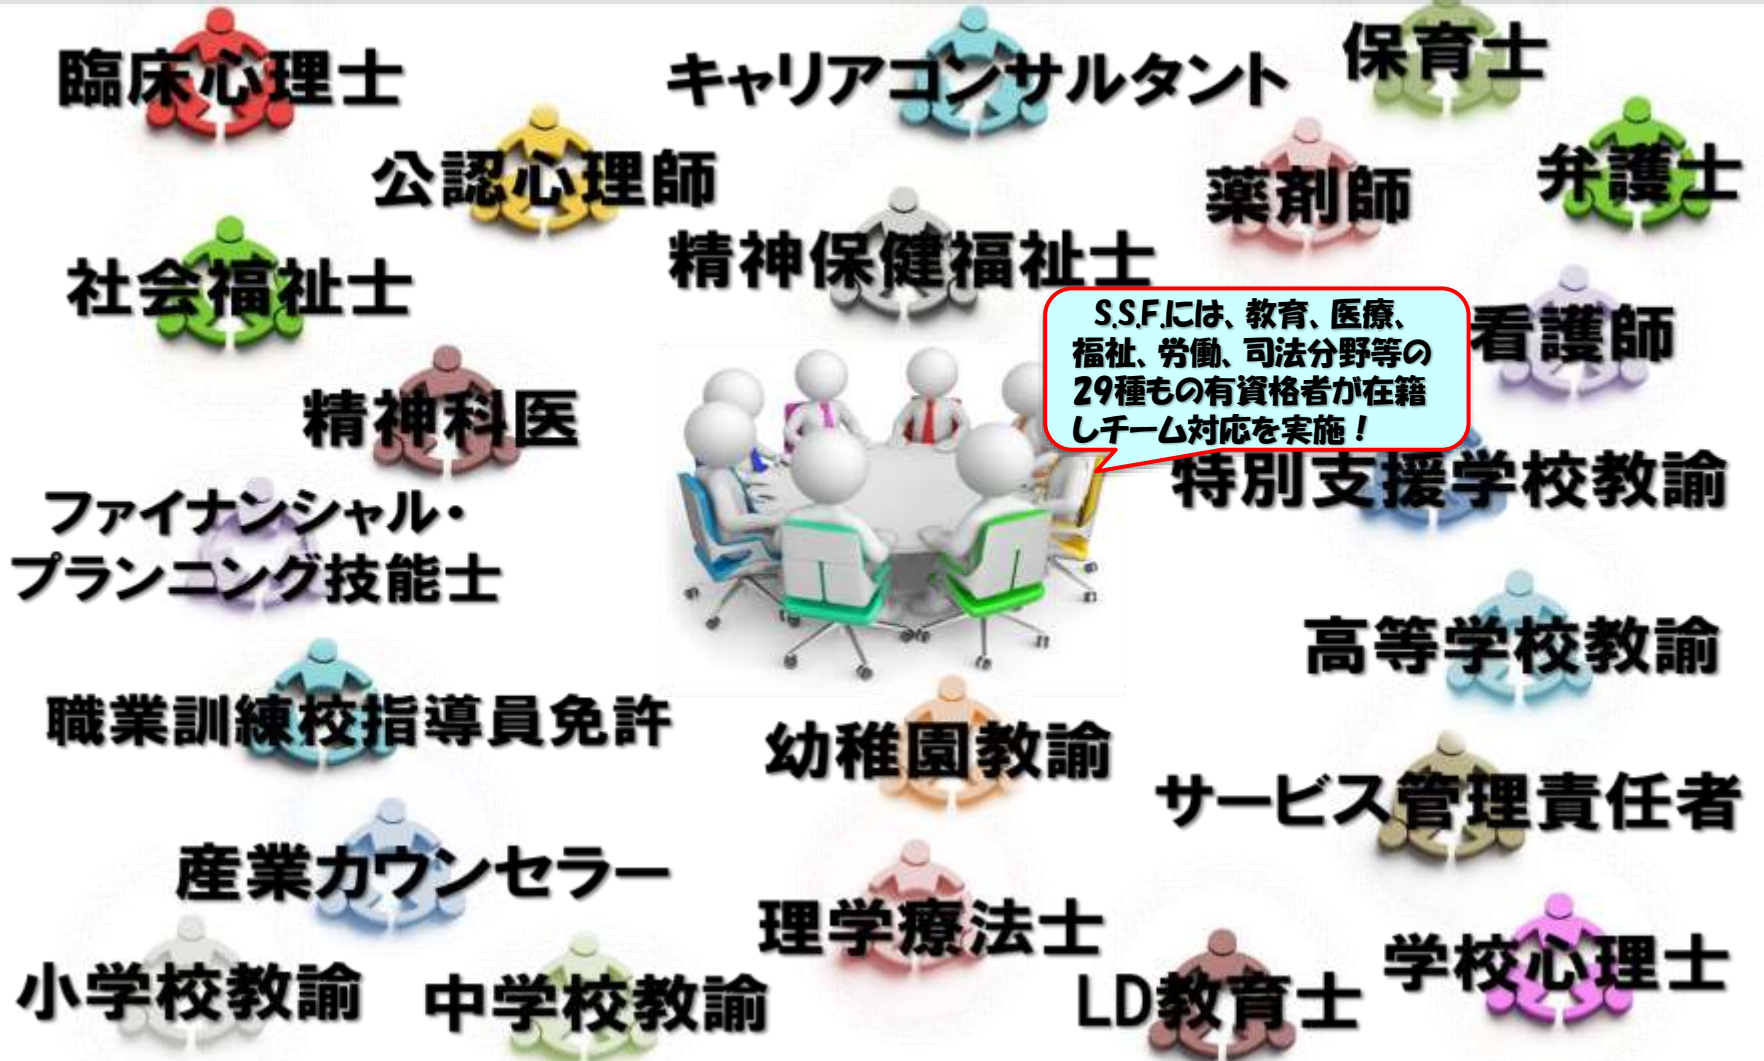 臨床心理士
キャリアコンサルタント
保育士
公認心理師
薬剤師
弁護士
社会福祉士
精神保健福祉士
S.S.F.には、教育、医療、
福祉、労働、司法分野等の
29種もの有資格者が在籍
しチーム対応を実施！
看護師
精神科医
特別支援学校教諭
ファイナンシャル・
プランニング技能士
高等学校教諭
職業訓練校指導員免許
幼稚園教諭
サービス管理責任者
産業カウンセラー
理学療法士
学校心理士
小学校教諭
中学校教諭
LD教育士